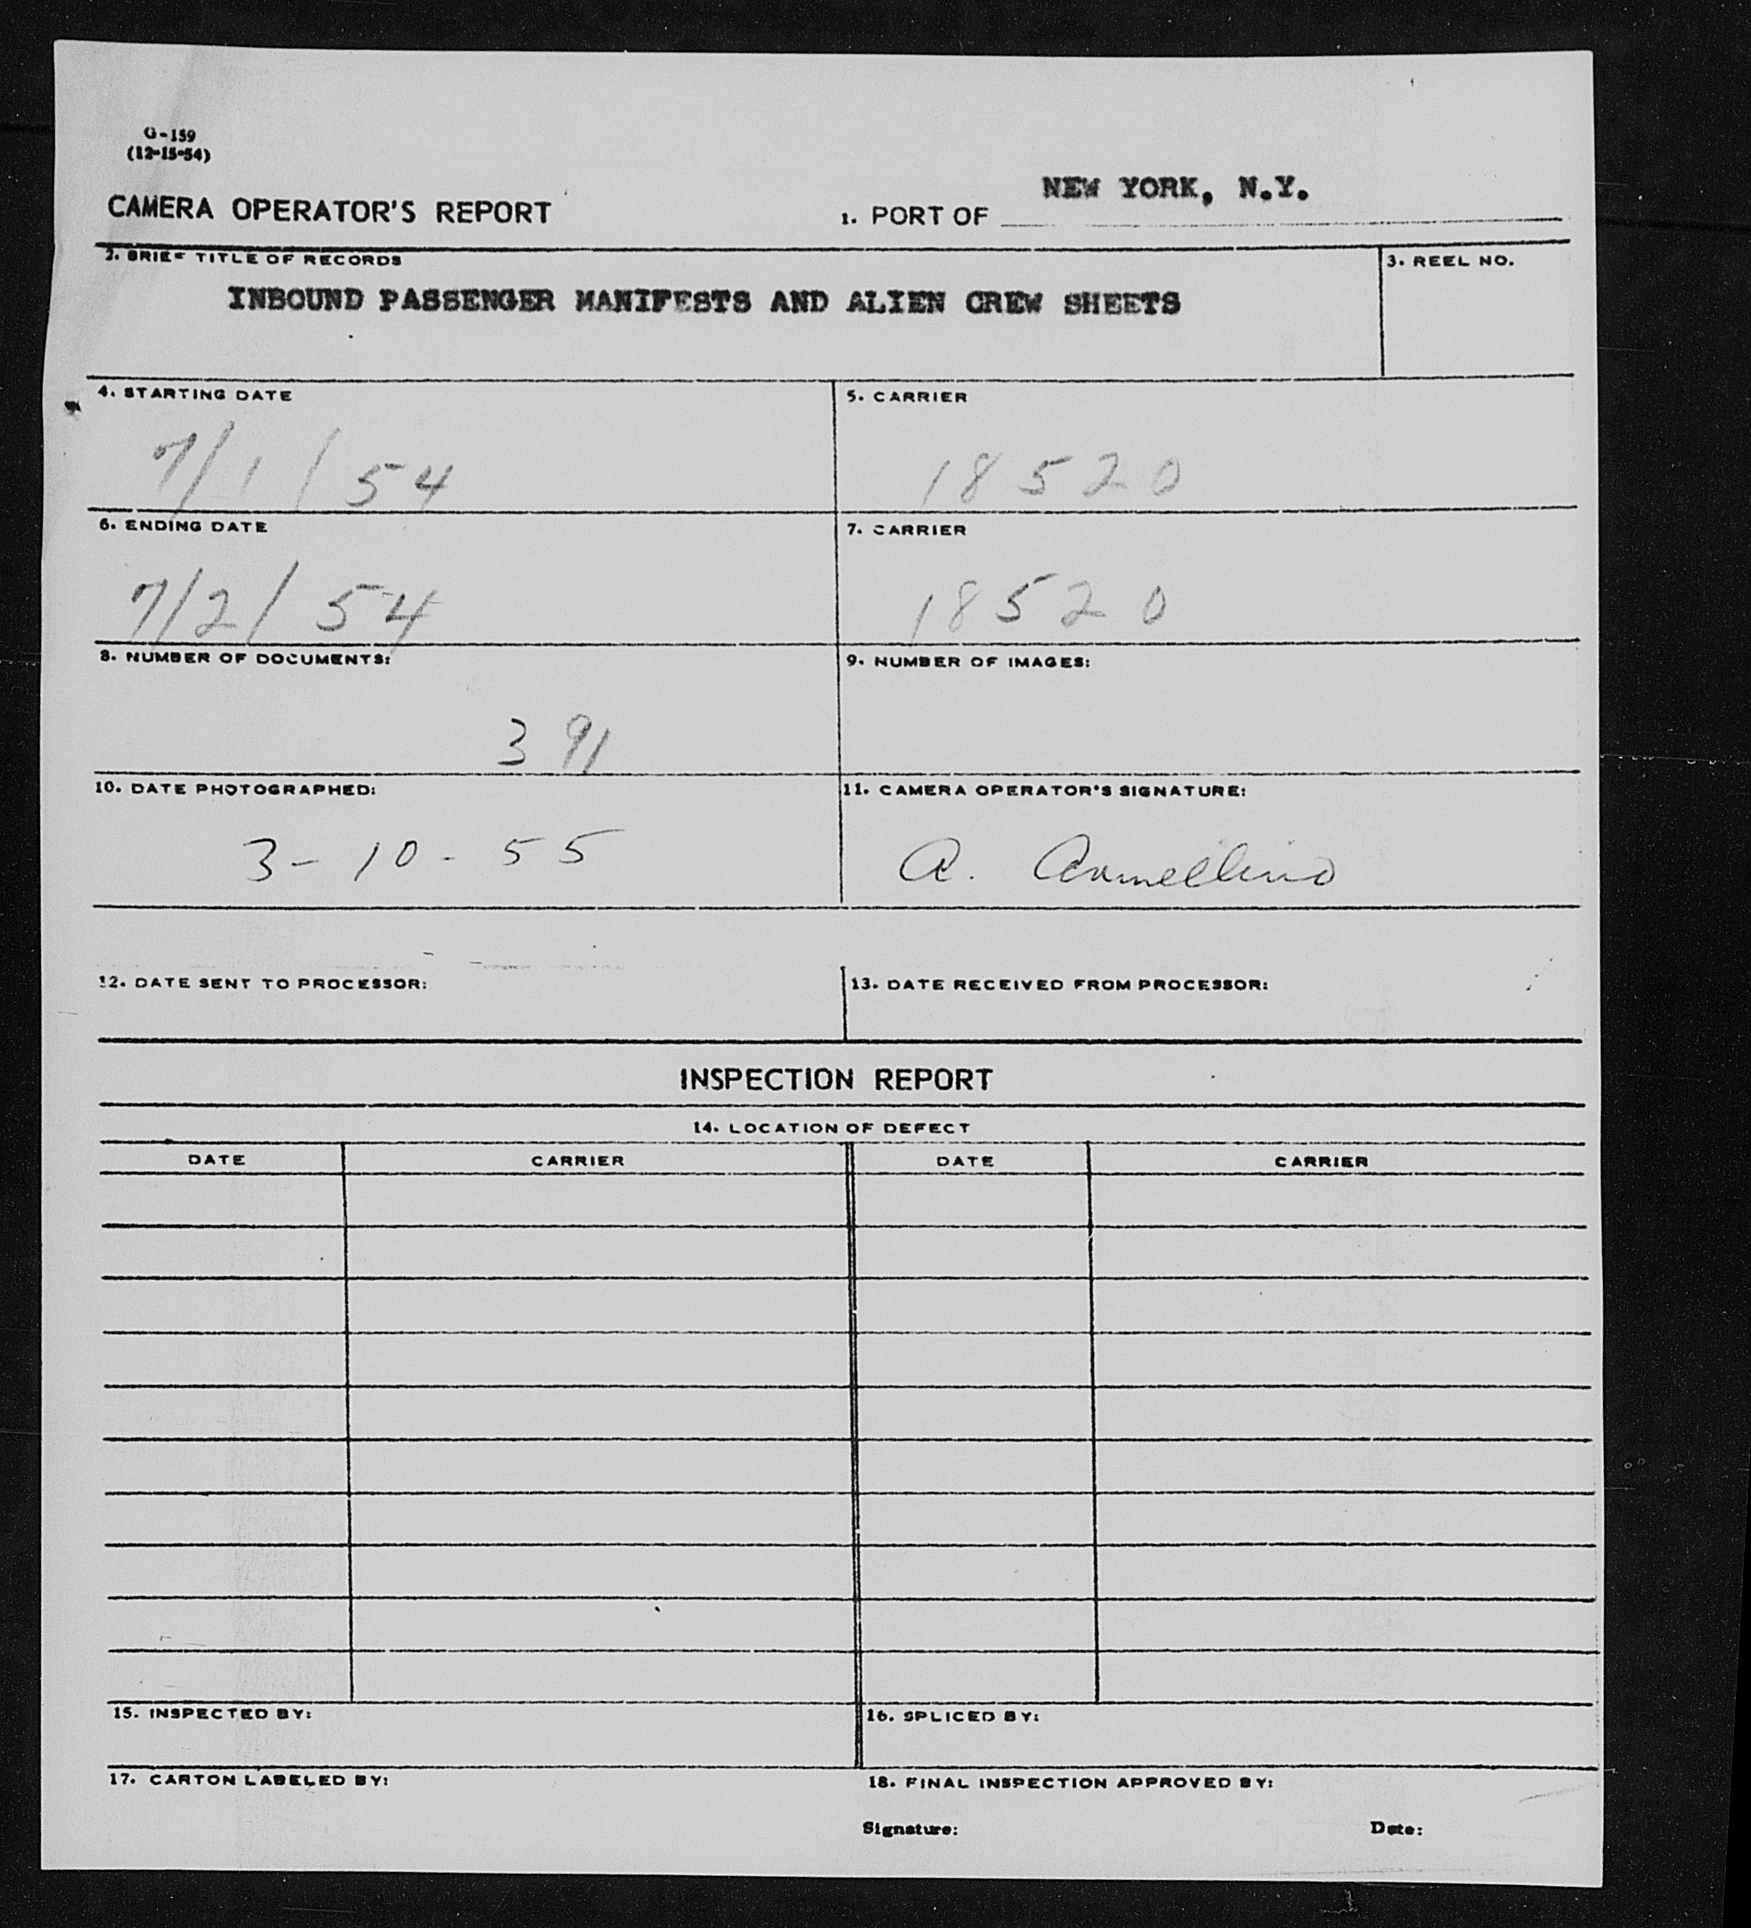 G-159
(12-15-54)
CAMERA OPERATOR'S REPORT
1. PORT OF NEW YORK, N.Y.
2. BRIEF TITLE OF RECORDS
3. REEL NO.
INBOUND PASSENGER MANIFESTS AND ALIEN CREW SHEETS
4. STARTING DATE
5. CARRIER
7/1/54
18520
6. ENDING DATE
7. CARRIER
7/2/54
18520
8. NUMBER OF DOCUMENTS:
9. NUMBER OF IMAGES:
391
10. DATE PHOTOGRAPHED:
11. CAMERA OPERATOR'S SIGNATURE:
3-10-55
A.
12. DATE SENT TO PROCESSOR:
13. DATE RECEIVED FROM PROCESSOR:
INSPECTION REPORT
14. LOCATION OF DEFECT
DATE CARRIER DATE CARRIER
15. INSPECTED BY:
16. SPLICED BY:
17. CARTON LABELED BY:
18. FINAL INSPECTION APPROVED BY:
Signature: Date: